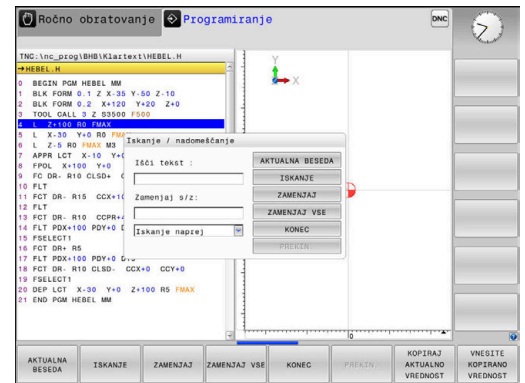 Ročno obratovanje Programiranje DNC
TNC:\nc_prog\BHB\Klartext\HEBEL.H
→HEBEL.H
0 BEGIN PGM HEBEL MM
1 BLK FORM 0.1 Z X-35 Y-50 Z-10
2 BLK FORM 0.2 X+120 Y+20 Z+0
3 TOOL CALL 3 Z S3500 F500
4 L Z+100 R0 FMAX
5 L X-30 Y+0 R0 FMAX
6 L Z-5 R0 FMAX M3
7 APPR LCT X-10 Y+0
8 FPOL X+100 Y+0
9 FC DR- R10 CLSD+
10 FLT
11 FCT DR- R15 CCX+10
12 FLT
13 FCT DR- R10 CCPR+
14 FLT PDX+100 PDY+0
15 FSELECT1
16 FCT DR+ R5
17 FLT PDX+100 PDY+0
18 FCT DR- R10 CLSD- CCX+0 CCY+0
19 FSELECT1
20 DEP LCT X-30 Y+0 Z+100 R5 FMAX
21 END PGM HEBEL MM
Y
X
0
Iskanje / nadomeščanje
Išči tekst :
Zamenjaj s/z:
Iskanje naprej
AKTUALNA BESEDA
ISKANJE
ZAMENJAJ
ZAMENJAJ VSE
KONEC
PREKIN.
AKTUALNA BESEDA
ISKANJE
ZAMENJAJ
ZAMENJAJ VSE
KONEC
PREKIN.
KOPIRAJ AKTUALNO VREDNOST
VNESITE KOPIRANO VREDNOST